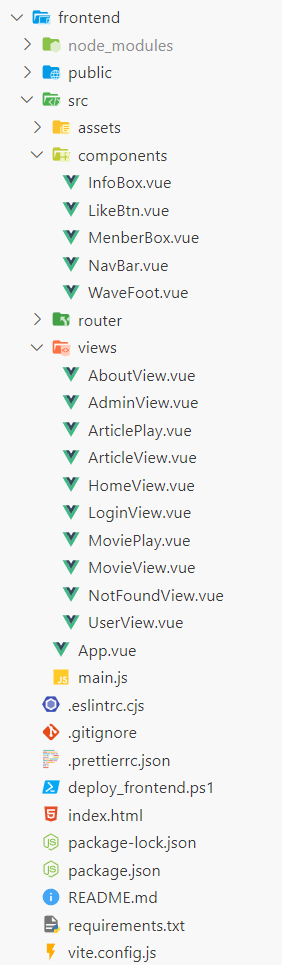 frontend
node_modules
public
src
assets
components
InfoBox.vue
LikeBtn.vue
MenberBox.vue
NavBar.vue
WaveFoot.vue
router
views
AboutView.vue
AdminView.vue
ArticlePlay.vue
ArticleView.vue
HomeView.vue
LoginView.vue
MoviePlay.vue
MovieView.vue
NotFoundView.vue
UserView.vue
App.vue
JS main.js
.eslintrc.cjs
.gitignore
.prettierrc.json
deploy_frontend.ps1
index.html
package-lock.json
package.json
README.md
requirements.txt
vite.config.js